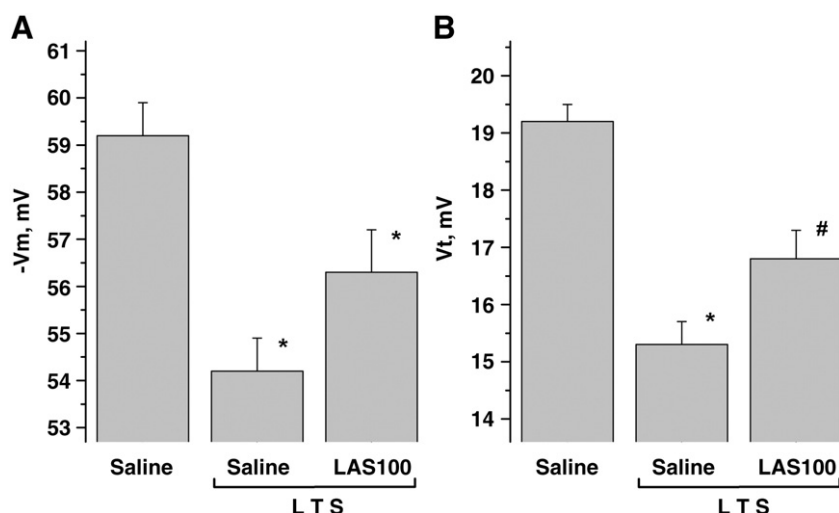 A
61
60
59
58
57
56
55
54
53
-Vm, mV
*
*
Saline
Saline
LAS100
L T S
B
20
19
18
17
16
15
14
Vt, mV
*
#
Saline
Saline
LAS100
L T S